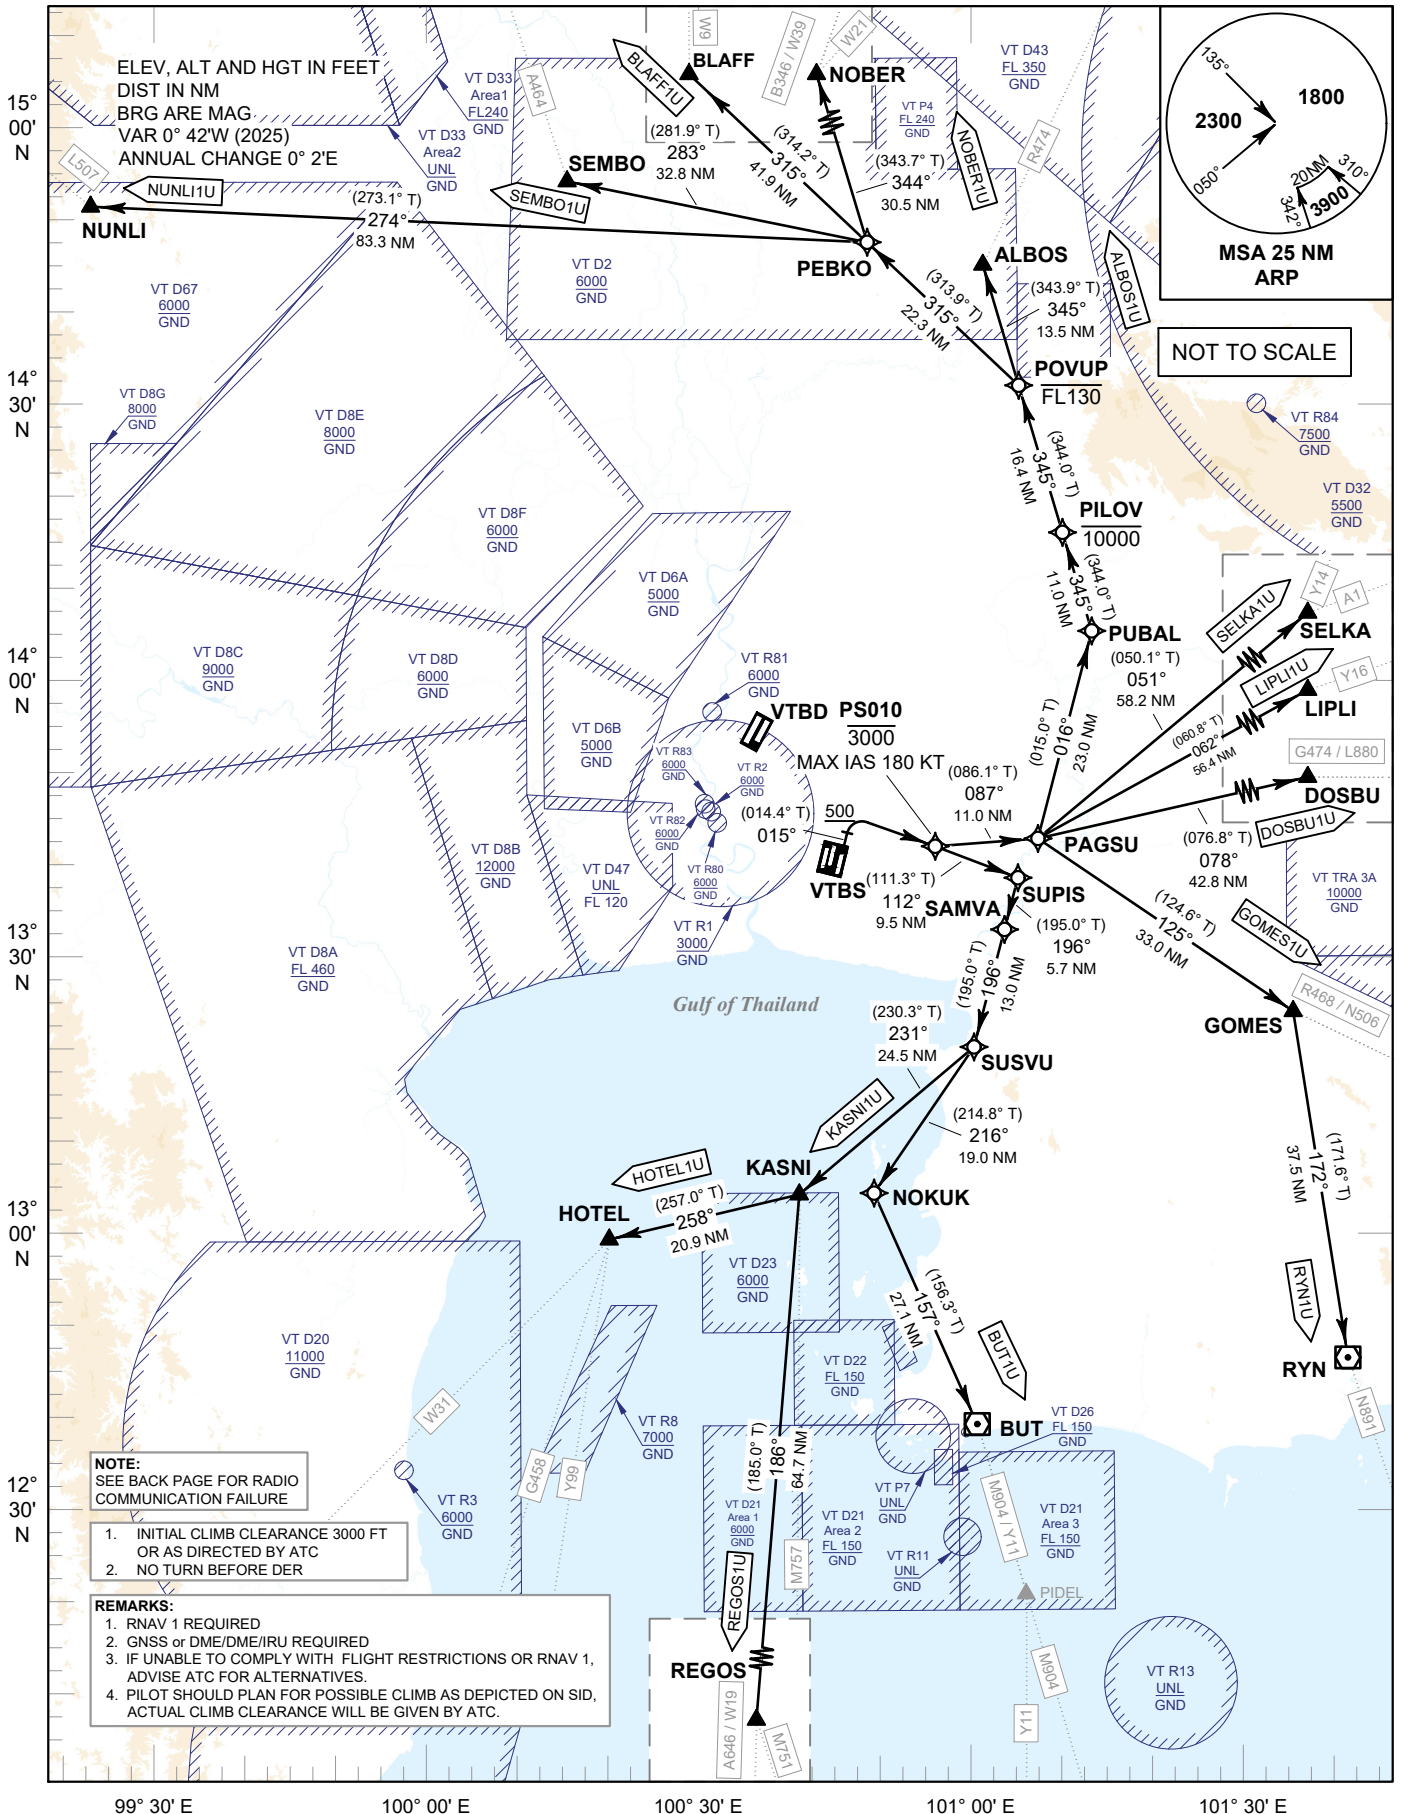 ELEV, ALT AND HGT IN FEET
DIST IN NM
BRG ARE MAG
VAR 0° 42'W (2025)
ANNUAL CHANGE 0° 2'E
15°
00'
N
14°
30'
N
14°
00'
N
13°
30'
N
13°
00'
N
12°
30'
N
99° 30' E
100° 00' E
100° 30' E
101° 00' E
101° 30' E
135°
050°
2300
1800
20NM
310°
342°
3900
MSA 25 NM
ARP
NOT TO SCALE
L507
NUNLI1U
NUNLI
(273.1° T)
274°
83.3 NM
VT D33
Area1
FL240
GND
VT D33
Area2
UNL
GND
A464
W9
BLAFF1U
BLAFF
B346 / W39
W21
NOBER
SEMBO
SEMBO1U
(281.9° T)
283°
32.8 NM
(314.2° T)
315°
41.9 NM
(343.7° T)
344°
30.5 NM
NOBER1U
VT P4
FL 240
GND
VT D43
FL 350
GND
R474
PEBKO
ALBOS
ALBOS1U
(343.9° T)
345°
13.5 NM
(313.9° T)
315°
22.3 NM
VT D2
6000
GND
VT D67
6000
GND
POVUP
FL130
VT D8G
8000
GND
VT D8E
8000
GND
VT R84
7500
GND
VT D32
5500
GND
(344.0° T)
345°
16.4 NM
PILOV
10000
VT D8F
6000
GND
(344.0° T)
345°
11.0 NM
VT D6A
5000
GND
PUBAL
VT D8C
9000
GND
VT D8D
6000
GND
VT R81
6000
GND
VT D6B
5000
GND
VTBD
PS010
3000
MAX IAS 180 KT
(050.1° T)
051°
58.2 NM
SELKA1U
Y14
A1
SELKA
LIPLI1U
Y16
LIPLI
(060.8° T)
062°
56.4 NM
G474 / L880
DOSBU
DOSBU1U
(076.8° T)
078°
42.8 NM
(015.0° T)
016°
23.0 NM
(086.1° T)
087°
11.0 NM
PAGSU
VT R83
6000
GND
VT R2
6000
GND
VT R82
6000
GND
VT R80
6000
GND
(014.4° T)
015°
500
VTBS
(111.3° T)
112°
9.5 NM
SUPIS
SAMVA
(195.0° T)
196°
5.7 NM
(195.0° T)
196°
13.0 NM
VT D8B
12000
GND
VT D47
UNL
FL 120
VT R1
3000
GND
VT D8A
FL 460
GND
VT TRA 3A
10000
GND
(124.6° T)
125°
33.0 NM
GOMES1U
R468 / N506
GOMES
Gulf of Thailand
SUSVU
(230.3° T)
231°
24.5 NM
KASNI1U
(214.8° T)
216°
19.0 NM
KASNI
NOKUK
HOTEL1U
HOTEL
(257.0° T)
258°
20.9 NM
(171.6° T)
172°
37.5 NM
RYN1U
RYN
N891
VT D23
6000
GND
(156.3° T)
157°
27.1 NM
BUT1U
BUT
VT D22
FL 150
GND
VT D26
FL 150
GND
VT D20
11000
GND
W31
VT R8
7000
GND
G458
Y99
(185.0° T)
186°
64.7 NM
VT D21
Area 1
6000
GND
VT D21
Area 2
FL 150
GND
VT P7
UNL
GND
VT R11
UNL
GND
VT D21
Area 3
FL 150
GND
M904 / Y11
M757
PIDEL
VT R3
6000
GND
REGOS1U
REGOS
A646 / W19
M751
Y11
M904
VT R13
UNL
GND
NOTE:
SEE BACK PAGE FOR RADIO
COMMUNICATION FAILURE
1. INITIAL CLIMB CLEARANCE 3000 FT
OR AS DIRECTED BY ATC
2. NO TURN BEFORE DER
REMARKS:
1. RNAV 1 REQUIRED
2. GNSS or DME/DME/IRU REQUIRED
3. IF UNABLE TO COMPLY WITH FLIGHT RESTRICTIONS OR RNAV 1,
ADVISE ATC FOR ALTERNATIVES.
4. PILOT SHOULD PLAN FOR POSSIBLE CLIMB AS DEPICTED ON SID,
ACTUAL CLIMB CLEARANCE WILL BE GIVEN BY ATC.